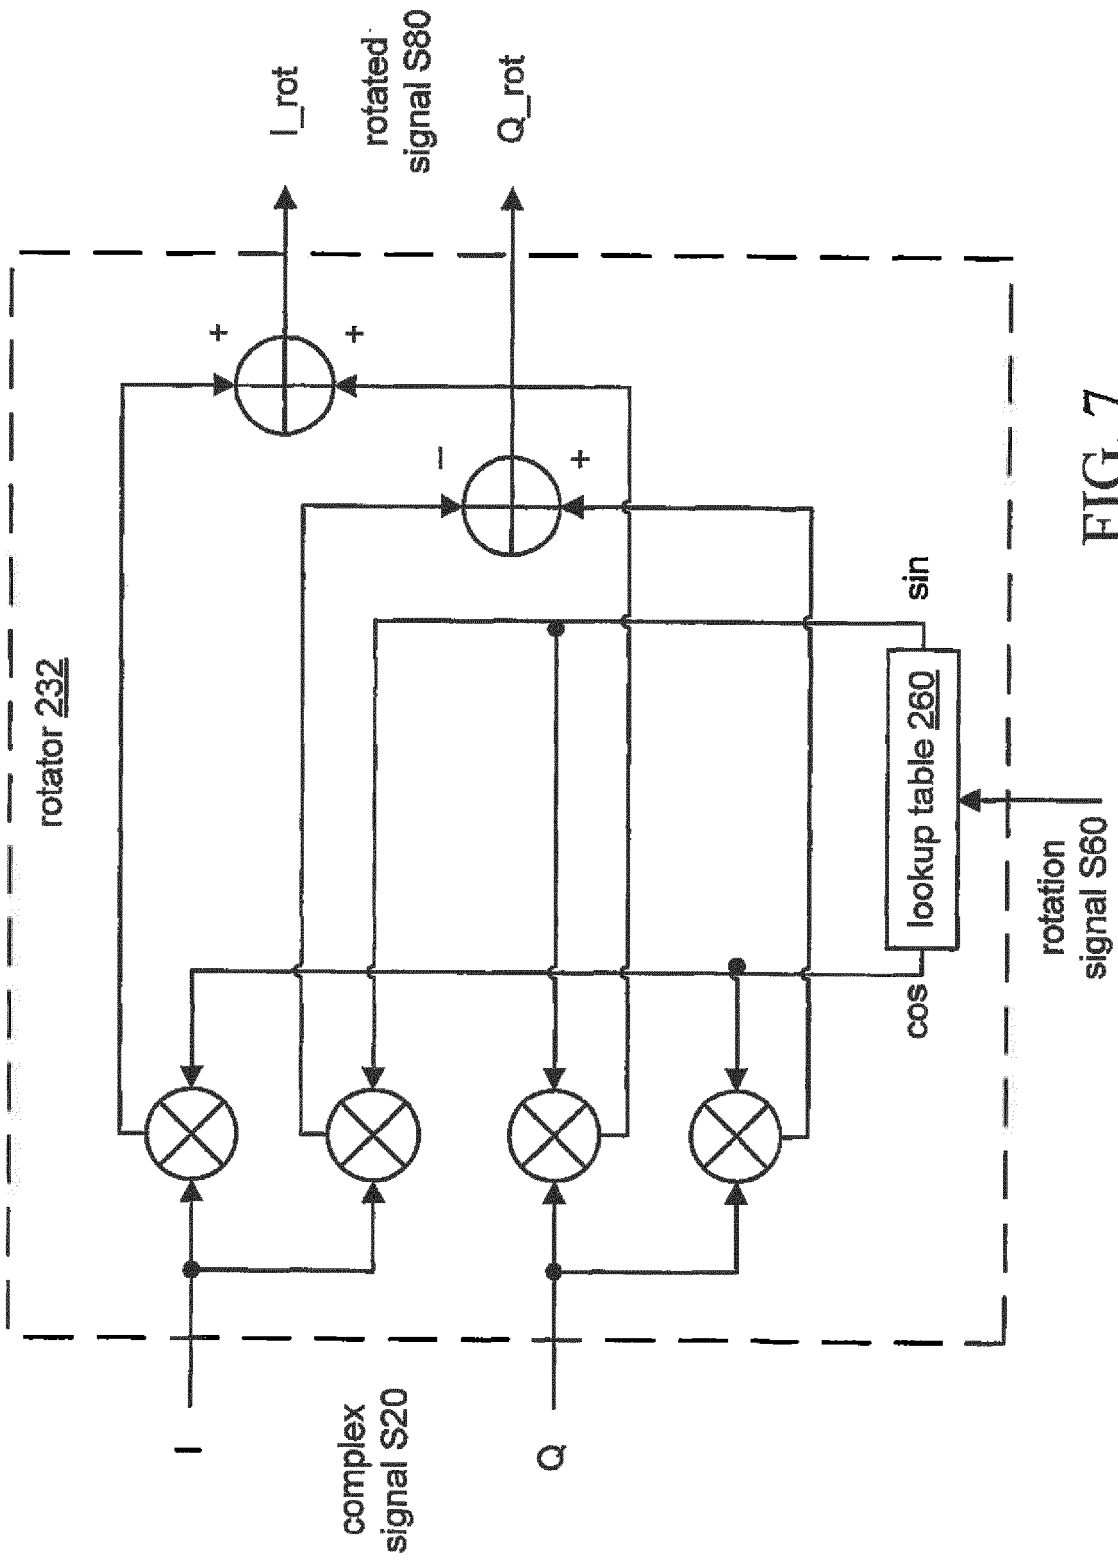 rotator 232
I
complex
signal S20
Q
I_rot
rotated
signal S80
Q_rot
+
+
−
+
cos
sin
lookup table 260
rotation
signal S60
FIG. 7